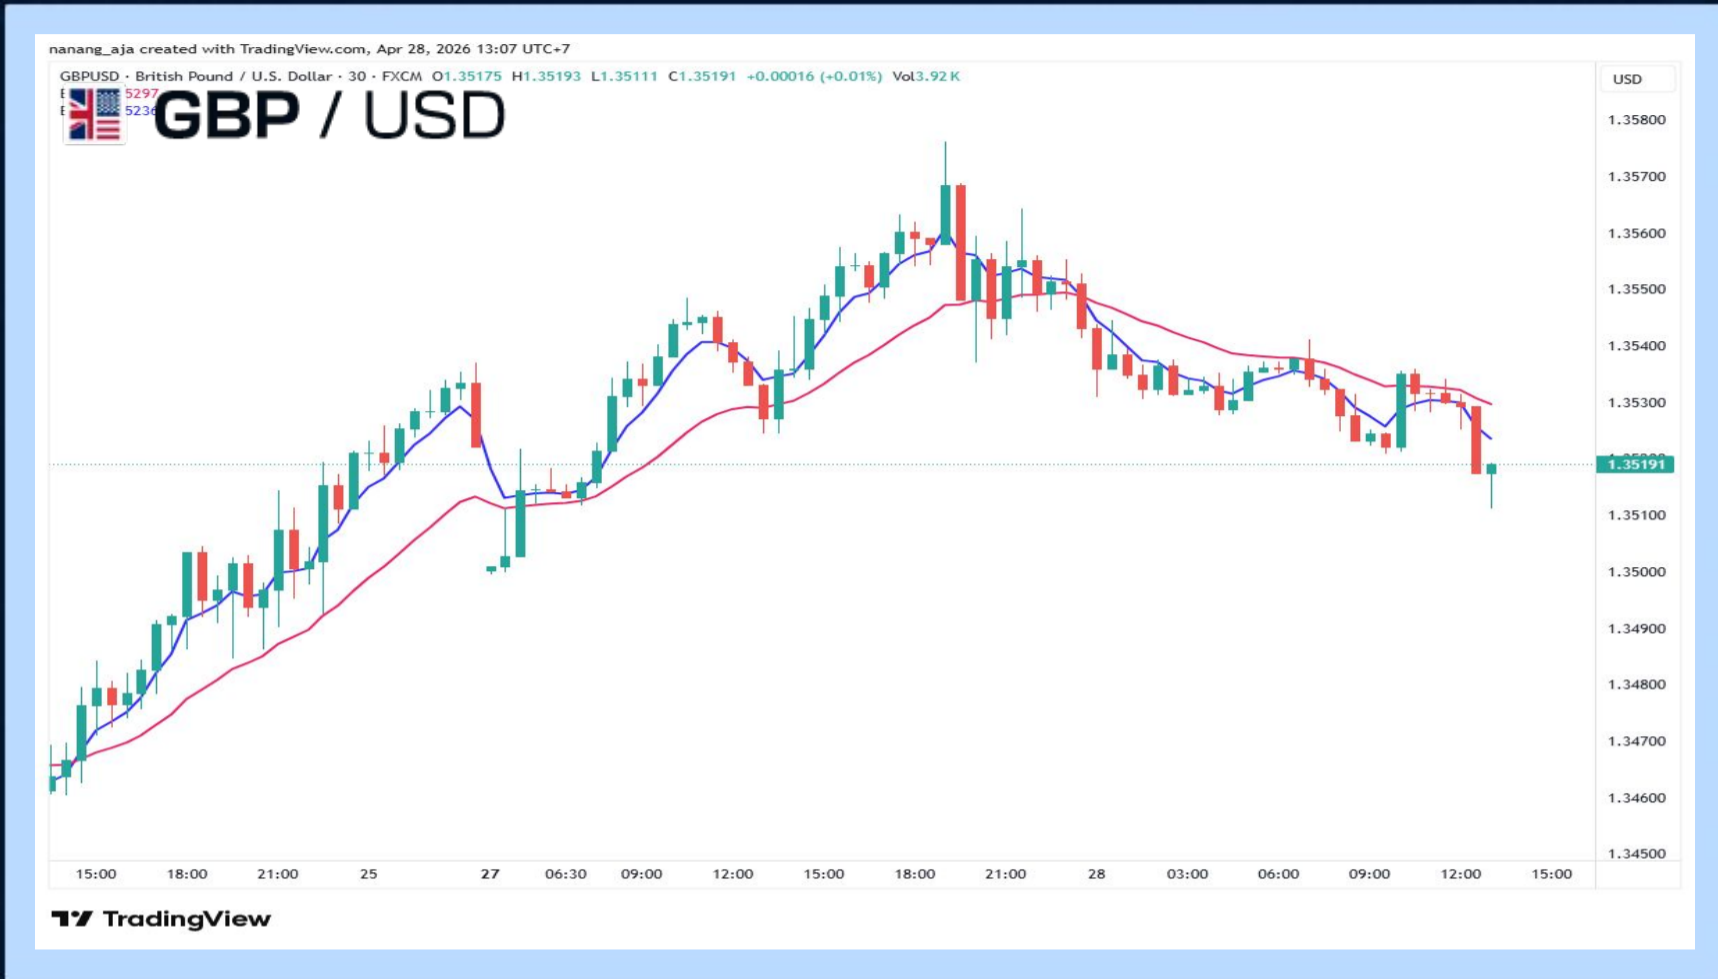 nanang_aja created with TradingView.com, Apr 28, 2026 13:07 UTC+7
GBPUSD · British Pound / U.S. Dollar · 30 · FXCM O1.35175 H1.35193 L1.35111 C1.35191 +0.00016 (+0.01%) Vol3.92 K
USD
5297
5236
GBP / USD
1.35800
1.35700
1.35600
1.35500
1.35400
1.35300
1.35191
1.35100
1.35000
1.34900
1.34800
1.34700
1.34600
1.34500
15:00 18:00 21:00 25 27 06:30 09:00 12:00 15:00 18:00 21:00 28 03:00 06:00 09:00 12:00 15:00
TradingView